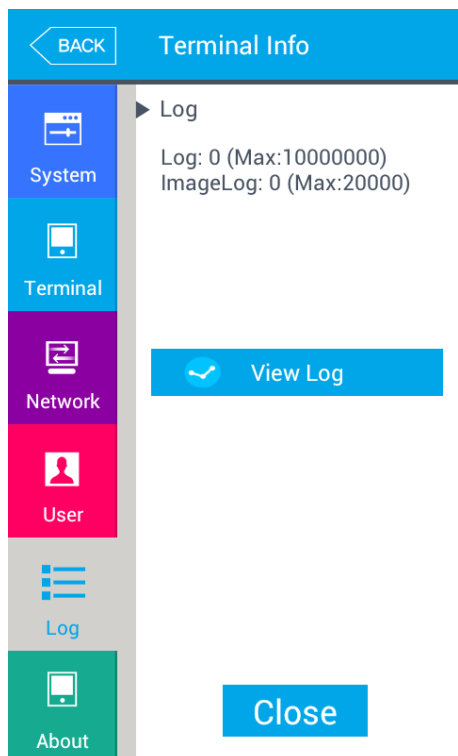 BACK
Terminal Info
System
Terminal
Network
User
Log
About
Log
Log: 0 (Max:10000000)
ImageLog: 0 (Max:20000)
View Log
Close